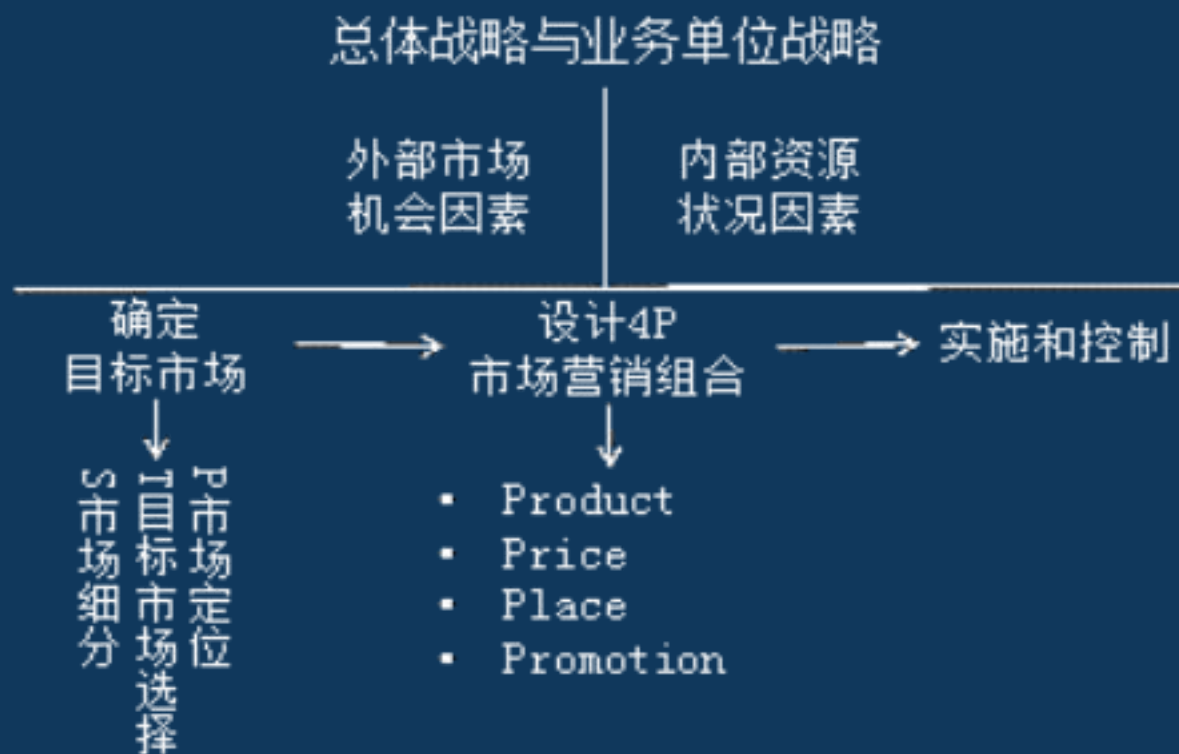 总体战略与业务单位战略
外部市场
机会因素
内部资源
状况因素
确定
目标市场
设计4P
市场营销组合
实施和控制
S市场细分
T目标市场选择
P市场定位
▪ Product
▪ Price
▪ Place
▪ Promotion